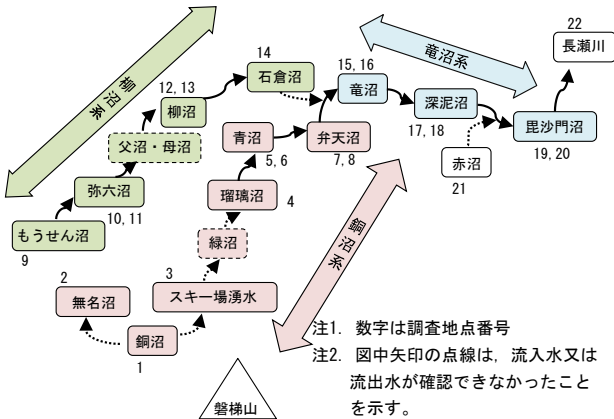 22
長瀬川
柳沼系
竜沼系
14
石倉沼
15, 16
竜沼
12, 13
柳沼
深泥沼
毘沙門沼
父沼・母沼
青沼
弁天沼
17, 18
5, 6
7, 8
赤沼
19, 20
21
弥六沼
瑠璃沼
4
10, 11
もうせん沼
緑沼
銅沼系
9
2
3
無名沼
スキー場湧水
注1. 数字は調査地点番号
銅沼
注2. 図中矢印の点線は，流入水又は
1
流出水が確認できなかったこと
を示す。
磐梯山